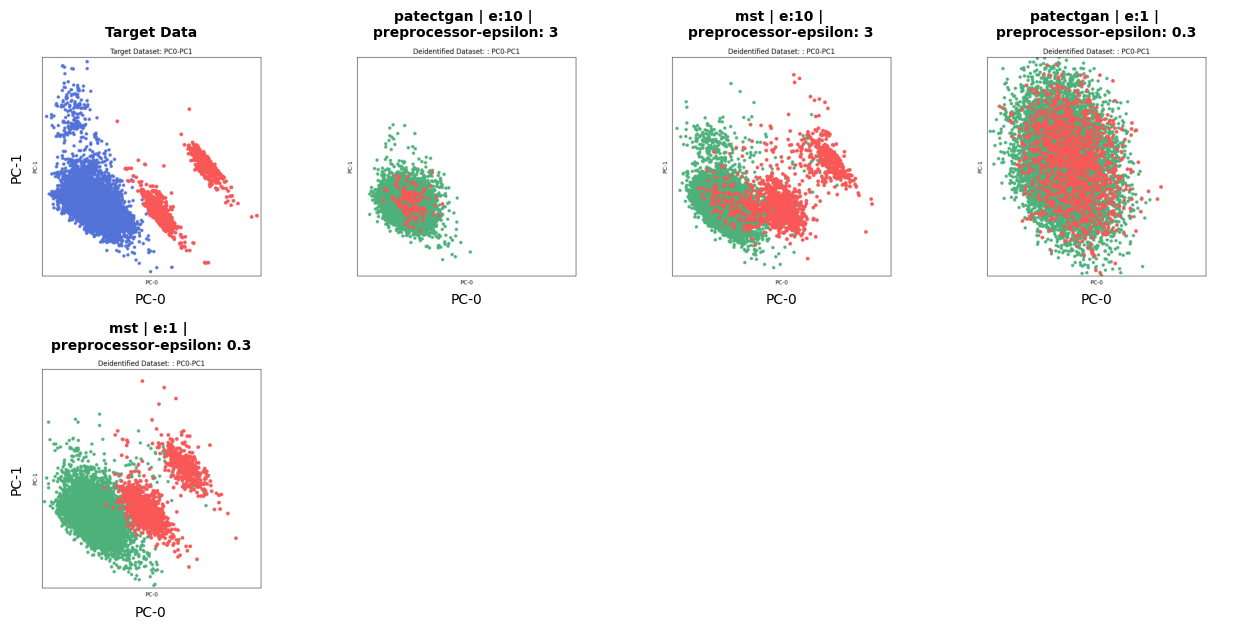 Target Data
Target Dataset: PC0-PC1
PC-1
PC-1
PC-0
PC-0
patectgan | e:10 |
preprocessor-epsilon: 3
Deidentified Dataset: : PC0-PC1
PC-1
PC-0
PC-0
mst | e:10 |
preprocessor-epsilon: 3
Deidentified Dataset: : PC0-PC1
PC-1
PC-0
PC-0
patectgan | e:1 |
preprocessor-epsilon: 0.3
Deidentified Dataset: : PC0-PC1
PC-1
PC-0
PC-0
mst | e:1 |
preprocessor-epsilon: 0.3
Deidentified Dataset: : PC0-PC1
PC-1
PC-1
PC-0
PC-0